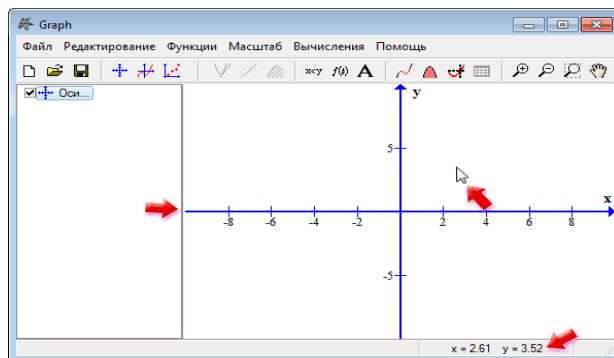 Graph
Файл Редактирование Функции Масштаб Вычисления Помощь
x<y f(t) A
Оси...
y
5
x
-8 -6 -4 -2 2 4 6 8
-5
x = 2.61 y = 3.52